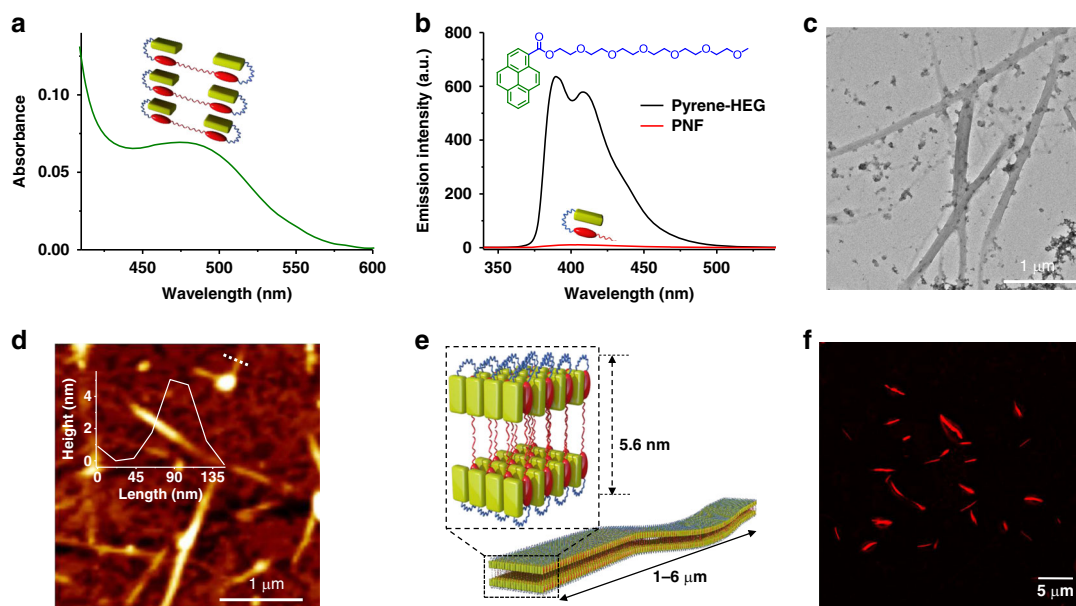 a
0.10
0.05
0.00
Absorbance
450 500 550 600
Wavelength (nm)
b
800
600
400
200
0
Emission intensity (a.u.)
O
O
O
O
O
O
O
O
Pyrene-HEG
PNF
350 400 450 500
Wavelength (nm)
c
1 μm
d
Height (nm)
4
2
0
0 45 90 135
Length (nm)
1 μm
e
5.6 nm
1–6 μm
f
5 μm